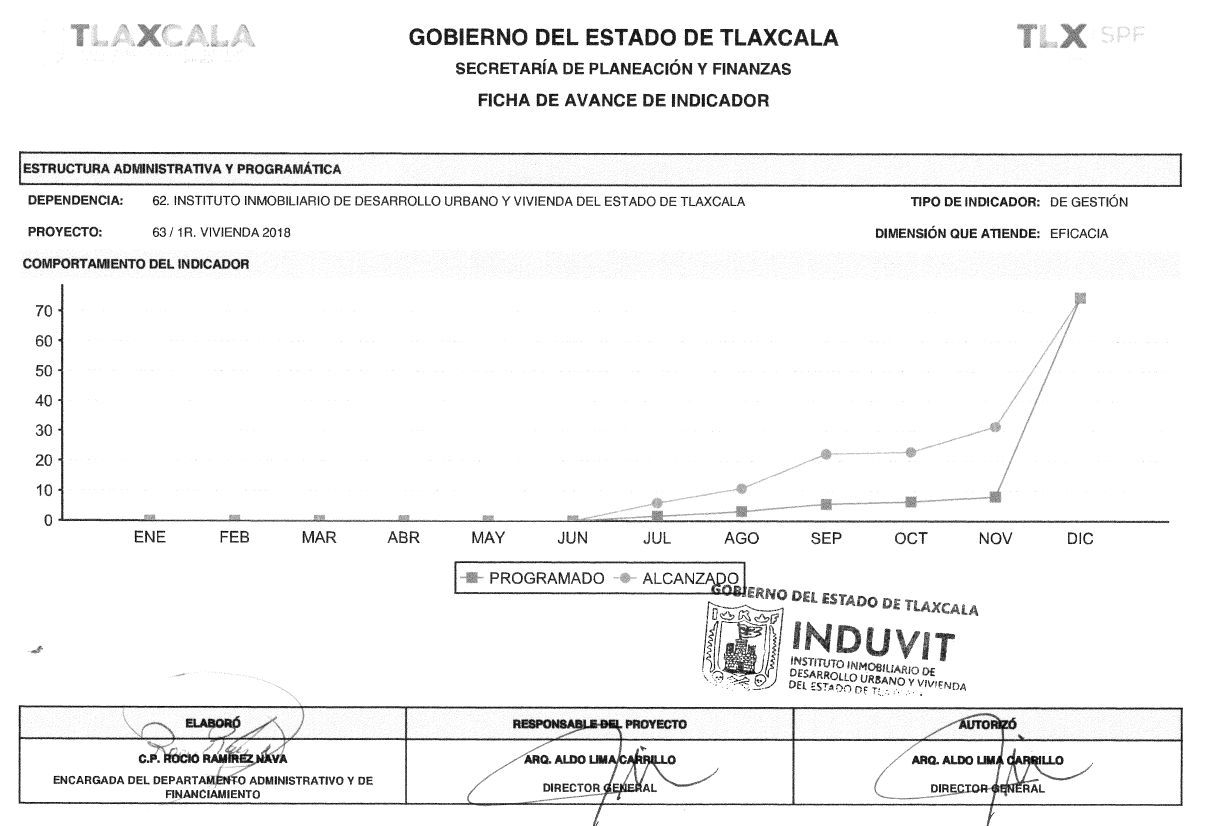 TLAXCALA
GOBIERNO DEL ESTADO DE TLAXCALA
TLX SPF
SECRETARÍA DE PLANEACIÓN Y FINANZAS
FICHA DE AVANCE DE INDICADOR
ESTRUCTURA ADMINISTRATIVA Y PROGRAMÁTICA
DEPENDENCIA: 62. INSTITUTO INMOBILIARIO DE DESARROLLO URBANO Y VIVIENDA DEL ESTADO DE TLAXCALA TIPO DE INDICADOR: DE GESTIÓN
PROYECTO: 63 / 1R. VIVIENDA 2018 DIMENSIÓN QUE ATIENDE: EFICACIA
COMPORTAMIENTO DEL INDICADOR
70
60
50
40
30
20
10
0
ENE FEB MAR ABR MAY JUN JUL AGO SEP OCT NOV DIC
PROGRAMADO ALCANZADO
GOBIERNO DEL ESTADO DE TLAXCALA
INDUVIT
INSTITUTO INMOBILIARIO DE
DESARROLLO URBANO Y VIVIENDA
DEL ESTADO DE
ELABORÓ RESPONSABLE DEL PROYECTO AUTORIZÓ
C.P. ROCIO RAMÍREZ NAVA ARQ. ALDO LIMA CARRILLO ARQ. ALDO LIMA CARRILLO
ENCARGADA DEL DEPARTAMENTO ADMINISTRATIVO Y DE FINANCIAMIENTO DIRECTOR GENERAL DIRECTOR GENERAL